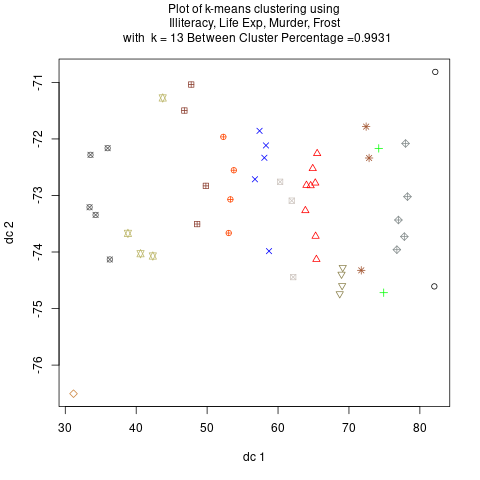 Plot of k-means clustering using
Illiteracy, Life Exp, Murder, Frost
with k = 13 Between Cluster Percentage =0.9931
-71
-72
-73
-74
-75
-76
dc 2
30 40 50 60 70 80
dc 1